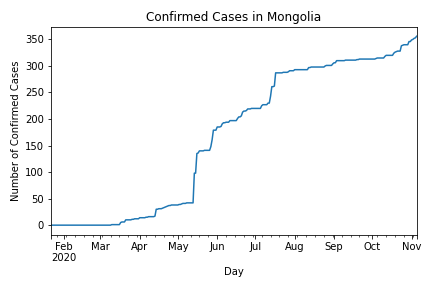 Confirmed Cases in Mongolia
Number of Confirmed Cases
350
300
250
200
150
100
50
0
Feb Mar Apr May Jun Jul Aug Sep Oct Nov
2020
Day